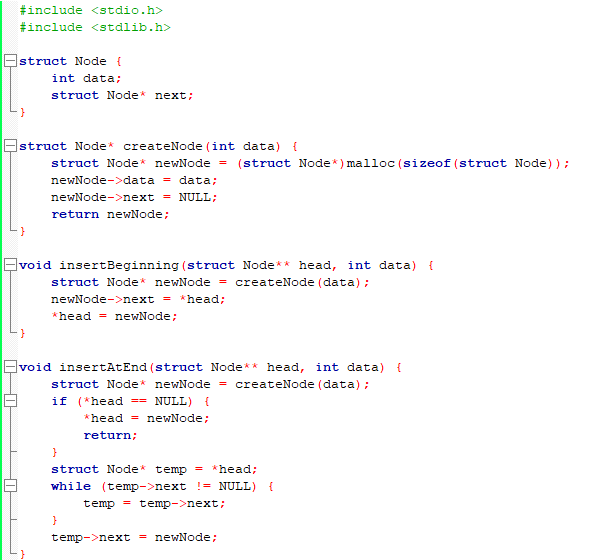 #include <stdio.h>
#include <stdlib.h>
struct Node {
    int data;
    struct Node* next;
}
struct Node* createNode(int data) {
    struct Node* newNode = (struct Node*)malloc(sizeof(struct Node));
    newNode->data = data;
    newNode->next = NULL;
    return newNode;
}
void insertBeginning(struct Node** head, int data) {
    struct Node* newNode = createNode(data);
    newNode->next = *head;
    *head = newNode;
}
void insertAtEnd(struct Node** head, int data) {
    struct Node* newNode = createNode(data);
    if (*head == NULL) {
        *head = newNode;
        return;
    }
    struct Node* temp = *head;
    while (temp->next != NULL) {
        temp = temp->next;
    }
    temp->next = newNode;
}